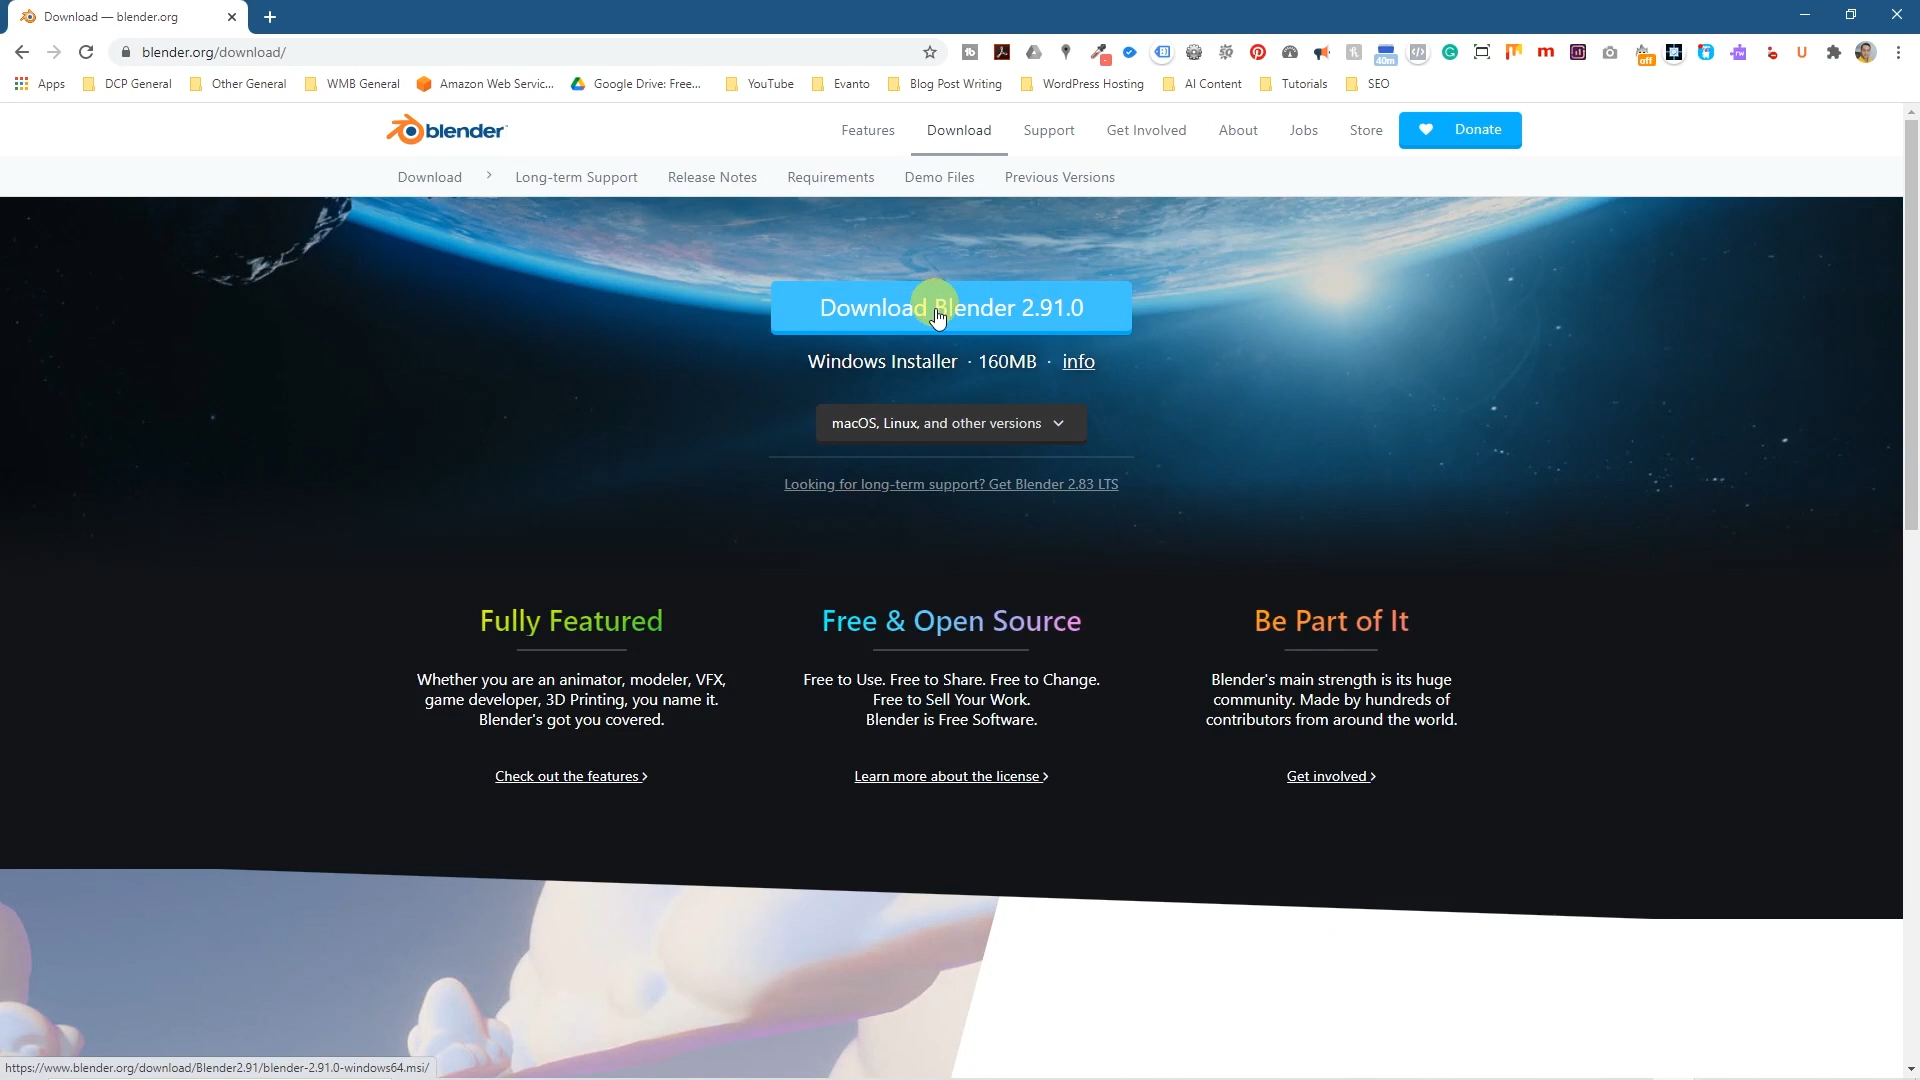 Download — blender.org
blender.org/download/
40m
off
Apps
DCP General
Other General
WMB General
Amazon Web Servic...
Google Drive: Free...
YouTube
Evanto
Blog Post Writing
WordPress Hosting
AI Content
Tutorials
SEO
blender
Features
Download
Support
Get Involved
About
Jobs
Store
Donate
Download
Long-term Support
Release Notes
Requirements
Demo Files
Previous Versions
Download Blender 2.91.0
Windows Installer · 160MB · info
macOS, Linux, and other versions
Looking for long-term support? Get Blender 2.83 LTS
Fully Featured
Whether you are an animator, modeler, VFX,
game developer, 3D Printing, you name it.
Blender's got you covered.
Check out the features ›
Free & Open Source
Free to Use. Free to Share. Free to Change.
Free to Sell Your Work.
Blender is Free Software.
Learn more about the license ›
Be Part of It
Blender's main strength is its huge
community. Made by hundreds of
contributors from around the world.
Get involved ›
https://www.blender.org/download/Blender2.91/blender-2.91.0-windows64.msi/